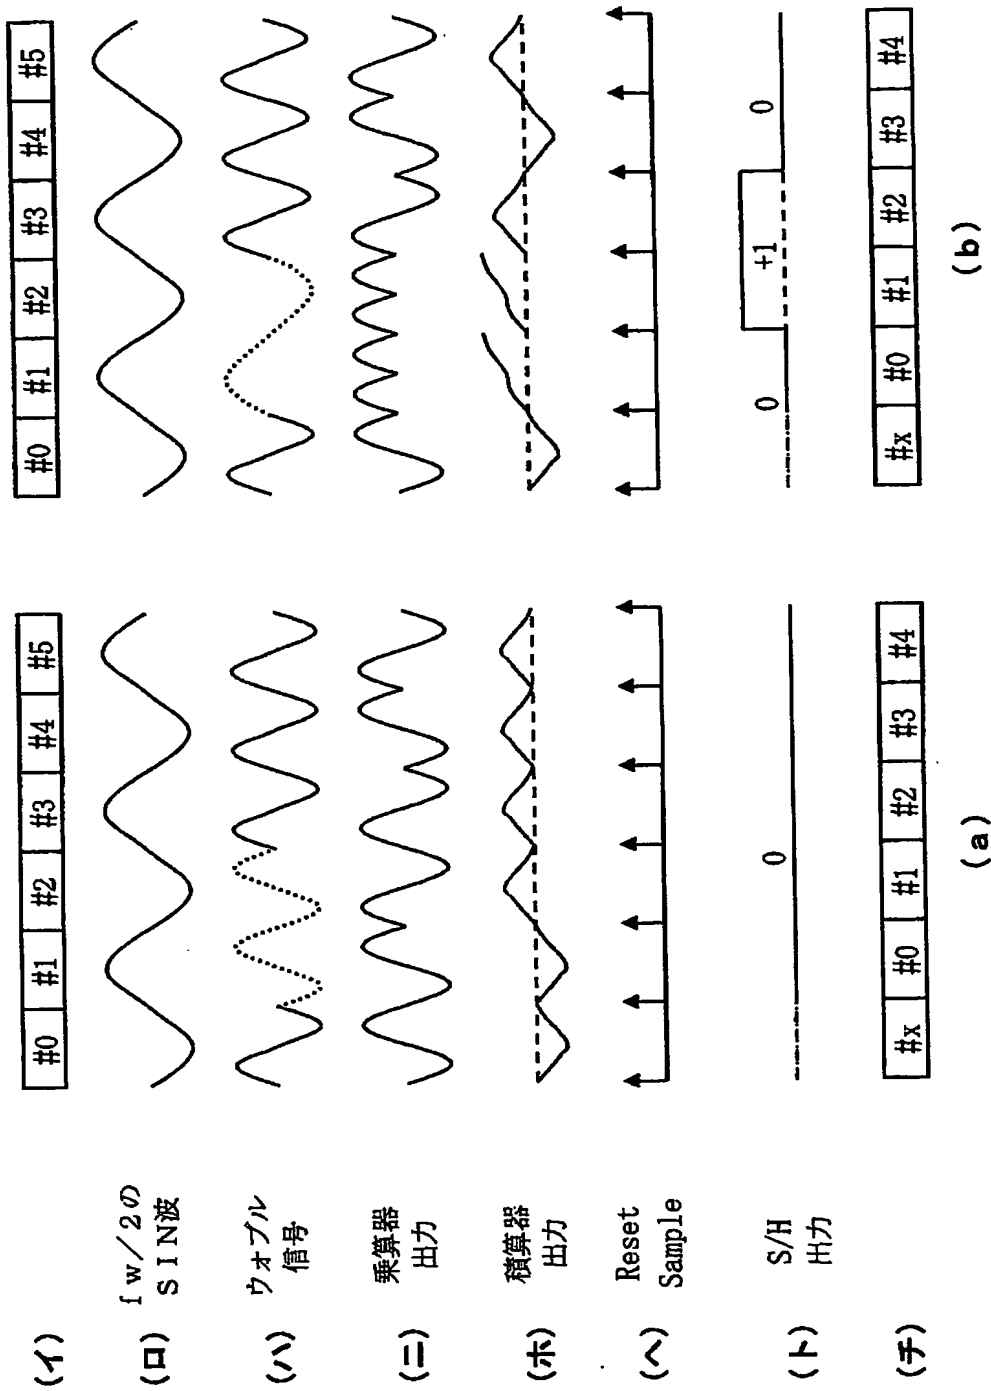 (イ)
#0 #1 #2 #3 #4 #5
#0 #1 #2 #3 #4 #5
(ロ)
fw/2の
SIN波
(ハ)
ウォブル
信号
(ニ)
乗算器
出力
(ホ)
積算器
出力
(ヘ)
Reset
Sample
(ト)
S/H
出力
0
0
+1
0
(チ)
#x #0 #1 #2 #3 #4
#x #0 #1 #2 #3 #4
(a)
(b)